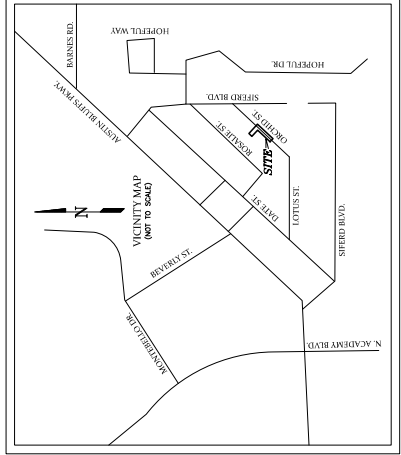 BARNES RD.
HOPEFUL WAY
AUSTIN BLUFFS PKWY.
HOPEFUL DR.
SIFERD BLVD.
ROSALIE ST.
ORCHID ST.
SITE
N
VICINITY MAP
(NOT TO SCALE)
DATE ST.
LOTUS ST.
BEVERLY ST.
SIFERD BLVD.
MONTEBELLO DR.
N. ACADEMY BLVD.